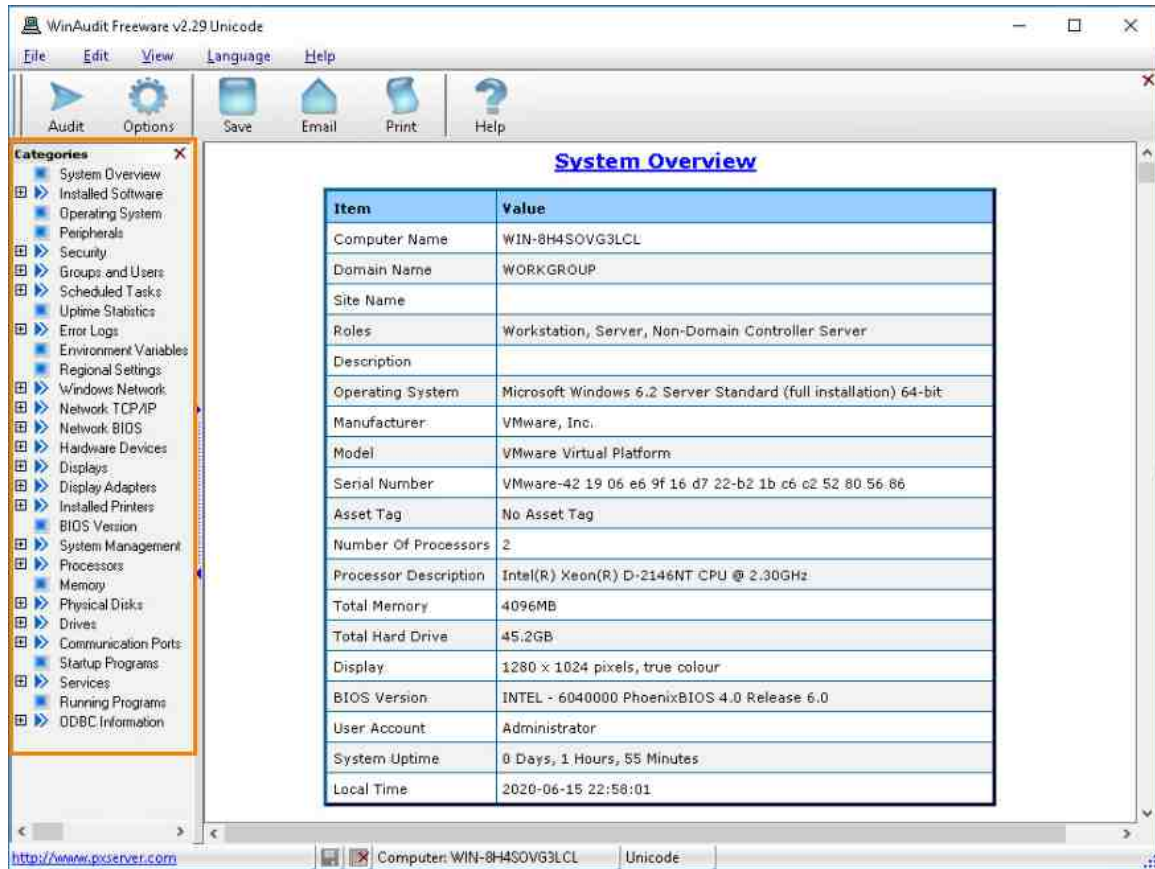 WinAudit Freeware v2.29 Unicode
File Edit View Language Help
Audit Options Save Email Print Help
Categories
System Overview
Installed Software
Operating System
Peripherals
Security
Groups and Users
Scheduled Tasks
Uptime Statistics
Error Logs
Environment Variables
Regional Settings
Windows Network
Network TCP/IP
Network BIOS
Hardware Devices
Displays
Display Adapters
Installed Printers
BIOS Version
System Management
Processors
Memory
Physical Disks
Drives
Communication Ports
Startup Programs
Services
Running Programs
ODBC Information
System Overview
Item Value
Computer Name WIN-8H4SOVG3LCL
Domain Name WORKGROUP
Site Name
Roles Workstation, Server, Non-Domain Controller Server
Description
Operating System Microsoft Windows 6.2 Server Standard (full installation) 64-bit
Manufacturer VMware, Inc.
Model VMware Virtual Platform
Serial Number VMware-42 19 06 e6 9f 16 d7 22-b2 1b c6 c2 52 80 56 86
Asset Tag No Asset Tag
Number Of Processors 2
Processor Description Intel(R) Xeon(R) D-2146NT CPU @ 2.30GHz
Total Memory 4096MB
Total Hard Drive 45.2GB
Display 1280 x 1024 pixels, true colour
BIOS Version INTEL - 6040000 PhoenixBIOS 4.0 Release 6.0
User Account Administrator
System Uptime 0 Days, 1 Hours, 55 Minutes
Local Time 2020-06-15 22:58:01
http://www.pxserver.com Computer: WIN-8H4SOVG3LCL Unicode